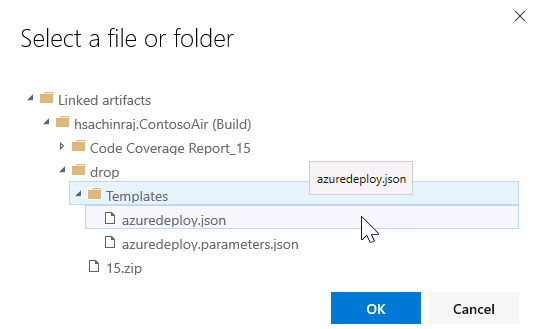 Select a file or folder
Linked artifacts
hsachinraj.ContosoAir (Build)
Code Coverage Report_15
drop
azuredeploy.json
Templates
azuredeploy.json
azuredeploy.parameters.json
15.zip
OK
Cancel